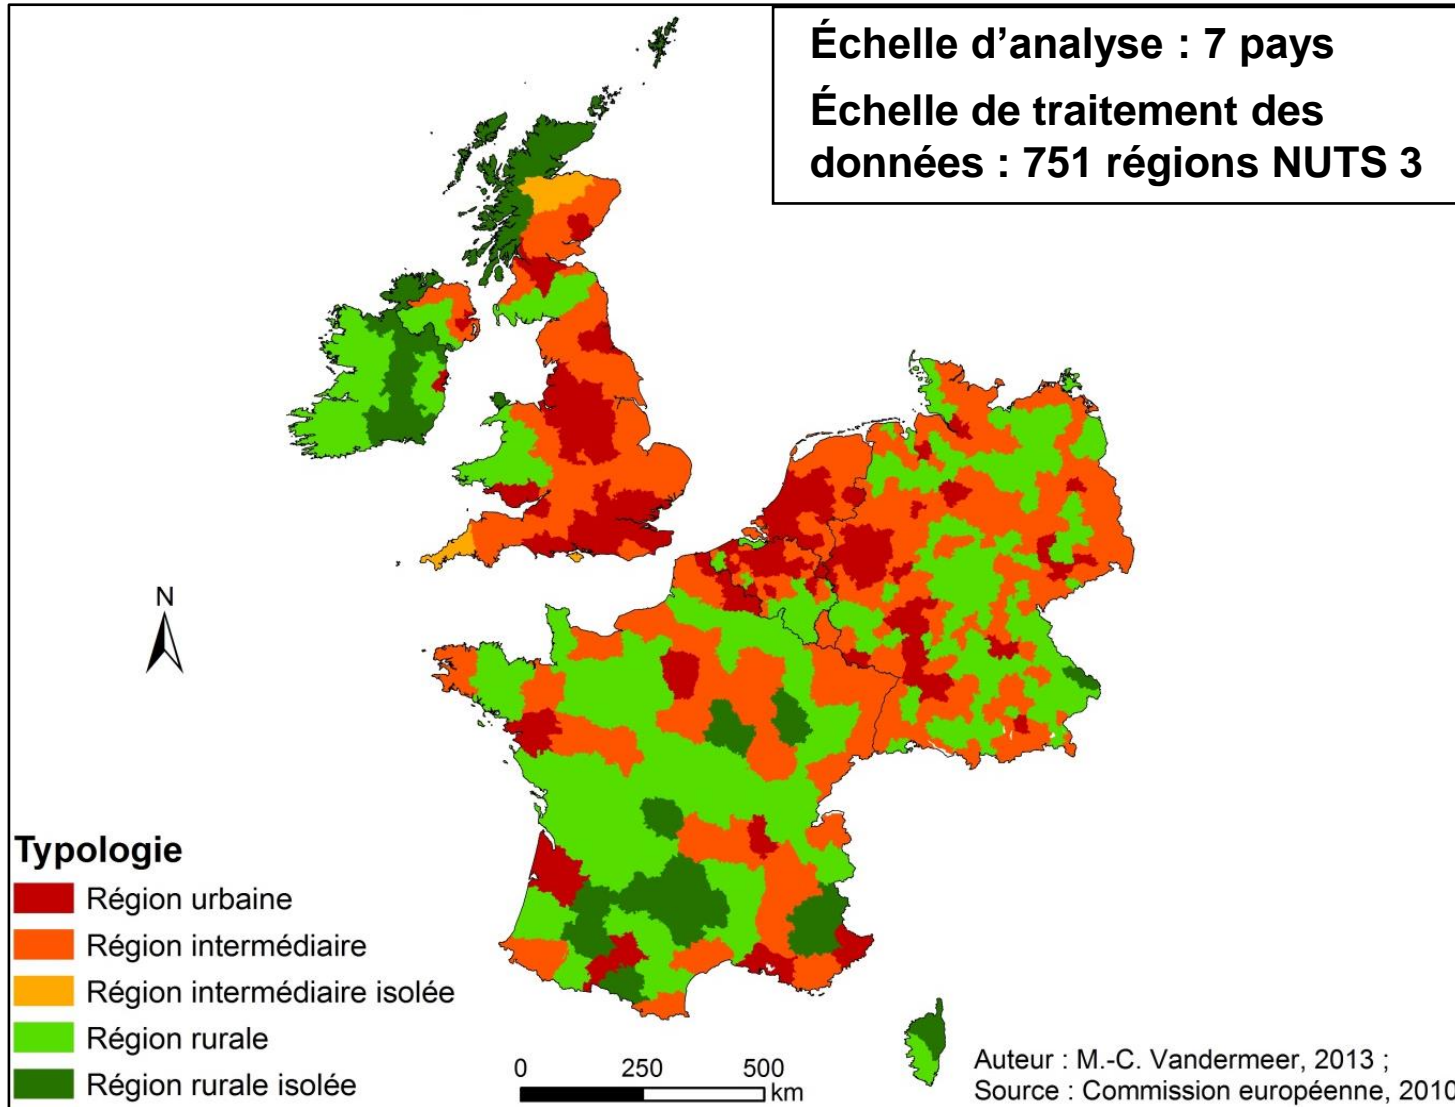 Échelle d'analyse : 7 pays
Échelle de traitement des
données : 751 régions NUTS 3
N
Typologie
Région urbaine
Région intermédiaire
Région intermédiaire isolée
Région rurale
Région rurale isolée
0 250 500
km
Auteur : M.-C. Vandermeer, 2013 ;
Source : Commission européenne, 2010